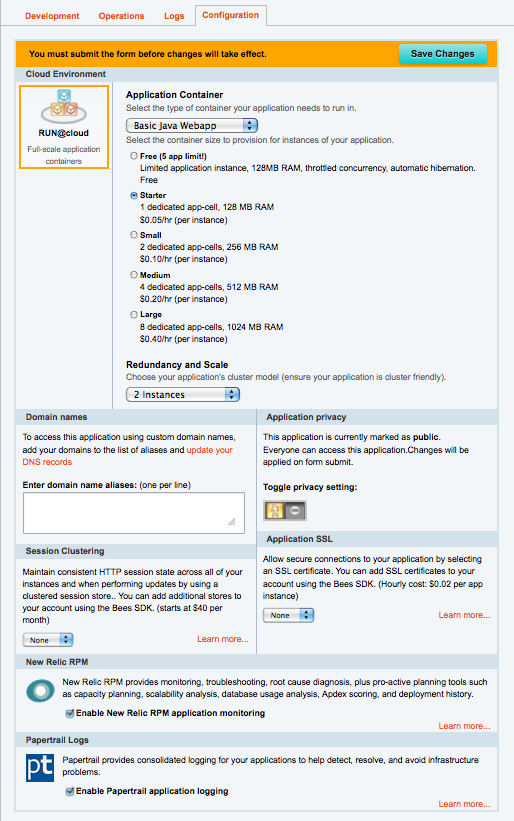 Development Operations Logs Configuration
You must submit the form before changes will take effect. Save Changes
Cloud Environment
RUN@cloud
Full-scale application
containers
Application Container
Select the type of container your application needs to run in.
Basic Java Webapp
Select the container size to provision for instances of your application.
Free (5 app limit!)
Limited application instance, 128MB RAM, throttled concurrency, automatic hibernation.
Free
Starter
1 dedicated app-cell, 128 MB RAM
$0.05/hr (per instance)
Small
2 dedicated app-cells, 256 MB RAM
$0.10/hr (per instance)
Medium
4 dedicated app-cells, 512 MB RAM
$0.20/hr (per instance)
Large
8 dedicated app-cells, 1024 MB RAM
$0.40/hr (per instance)
Redundancy and Scale
Choose your application's cluster model (ensure your application is cluster friendly).
2 Instances
Domain names
To access this application using custom domain names,
add your domains to the list of aliases and update your
DNS records
Enter domain name aliases: (one per line)
Application privacy
This application is currently marked as public.
Everyone can access this application.Changes will be
applied on form submit.
Toggle privacy setting:
Session Clustering
Maintain consistent HTTP session state across all of your
instances and when performing updates by using a
clustered session store.. You can add additional stores to
your account using the Bees SDK. (starts at $40 per
month)
None
Learn more...
Application SSL
Allow secure connections to your application by selecting
an SSL certificate. You can add SSL certificates to your
account using the Bees SDK. (Hourly cost: $0.02 per app
instance)
None
Learn more...
New Relic RPM
New Relic RPM provides monitoring, troubleshooting, root cause diagnosis, plus pro-active planning tools such
as capacity planning, scalability analysis, database usage analysis, Apdex scoring, and deployment history.
Enable New Relic RPM application monitoring
Learn more...
Papertrail Logs
pt
Papertrail provides consolidated logging for your applications to help detect, resolve, and avoid infrastructure
problems.
Enable Papertrail application logging
Learn more...